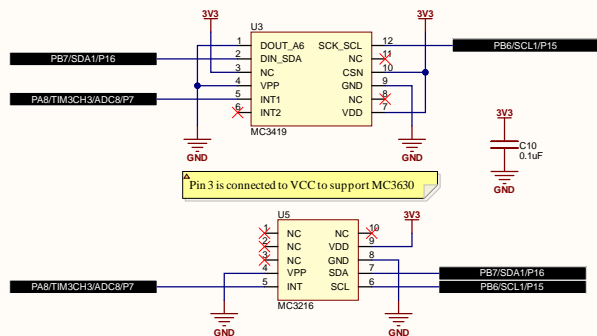 3V3
U3
3V3
1 DOUT_A6 SCK_SCL 12
PB6/SCL1/P15
PB7/SDA1/P16
2 DIN_SDA NC 11
3 NC CSN 10
4 VPP GND 9
PA8/TIM3CH3/ADC8/P7
5 INT1 NC 8
6 INT2 VDD 7
MC3419
3V3
C10
0.1uF
GND
GND
GND
Pin 3 is connected to VCC to support MC3630
U5
3V3
1 NC NC 10
2 NC VDD 9
3 NC GND 8
4 VPP SDA 7
PB7/SDA1/P16
PA8/TIM3CH3/ADC8/P7
5 INT SCL 6
PB6/SCL1/P15
MC3216
GND
GND